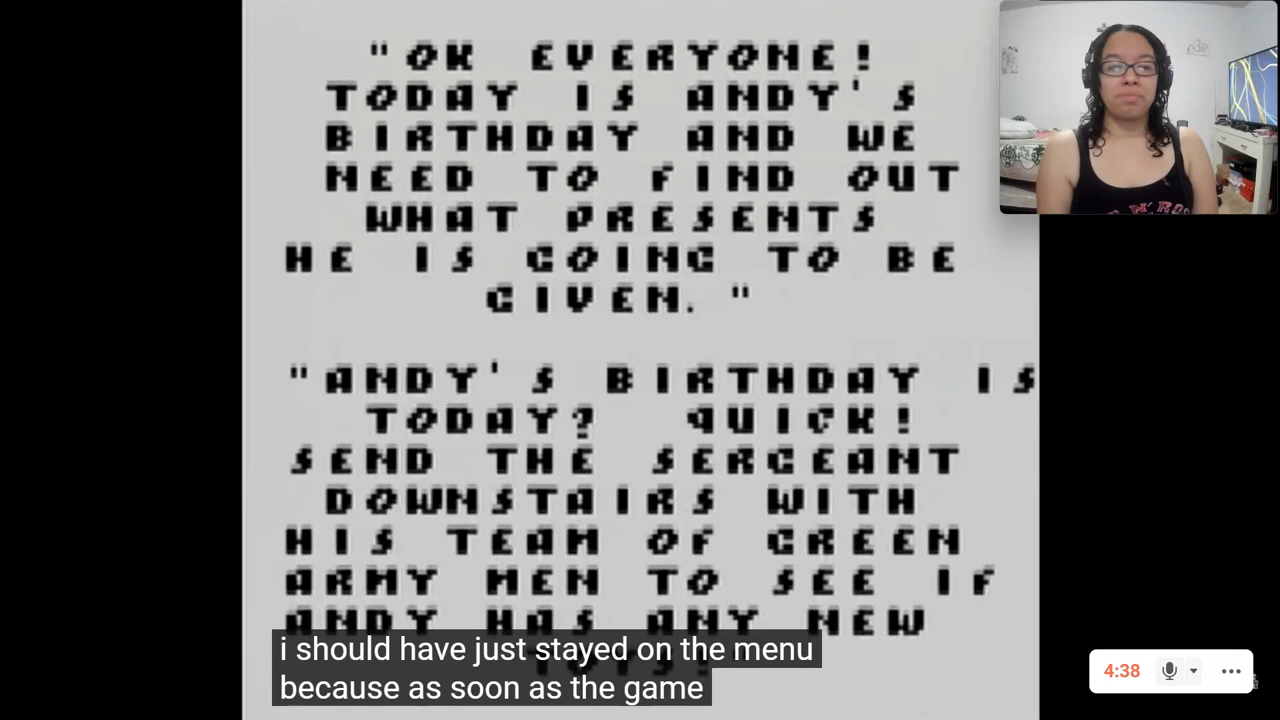 "OK EVERYONE!
TODAY IS ANDY'S
BIRTHDAY AND WE
NEED TO FIND OUT
WHAT PRESENTS
HE IS GOING TO BE
GIVEN."
"ANDY'S BIRTHDAY IS
TODAY? QUICK!
SEND THE SERGEANT
DOWNSTAIRS WITH
HIS TEAM OF GREEN
ARMY MEN TO SEE IF
ANDY HAS ANY NEW
TOYS!"
i should have just stayed on the menu
because as soon as the game
4:38